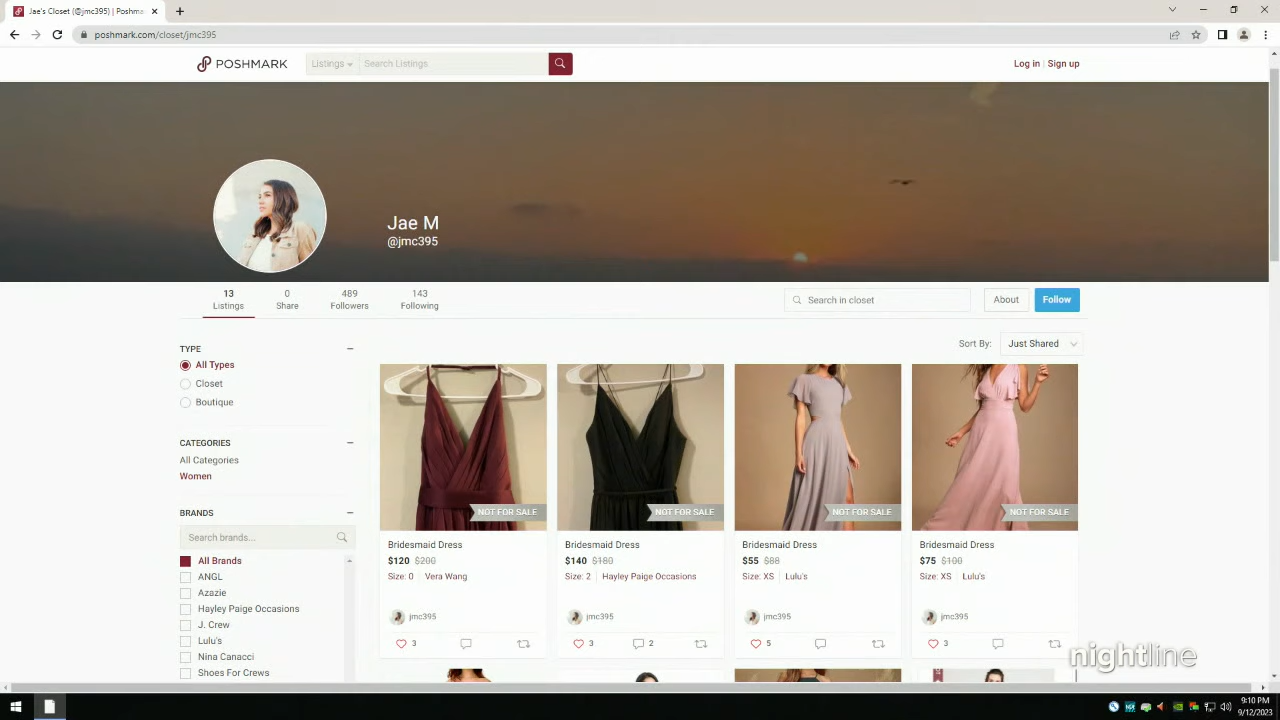 Jae's Closet (@jmc395) | Poshma
poshmark.com/closet/jmc395
POSHMARK
Listings
Search Listings
Log in | Sign up
Jae M
@jmc395
13
Listings
0
Share
489
Followers
143
Following
Search in closet
About
Follow
Sort By:
Just Shared
TYPE
All Types
Closet
Boutique
CATEGORIES
All Categories
Women
BRANDS
Search brands...
All Brands
ANGL
Azazie
Hayley Paige Occasions
J. Crew
Lulu's
Nina Canacci
Shoes For Crews
NOT FOR SALE
Bridesmaid Dress
$120 $200
Size: 0 Vera Wang
jmc395
3
NOT FOR SALE
Bridesmaid Dress
$140 $180
Size: 2 Hayley Paige Occasions
jmc395
3
2
NOT FOR SALE
Bridesmaid Dress
$55 $88
Size: XS Lulu's
jmc395
5
NOT FOR SALE
Bridesmaid Dress
$75 $100
Size: XS Lulu's
jmc395
3
nightline
9:10 PM
9/12/2023